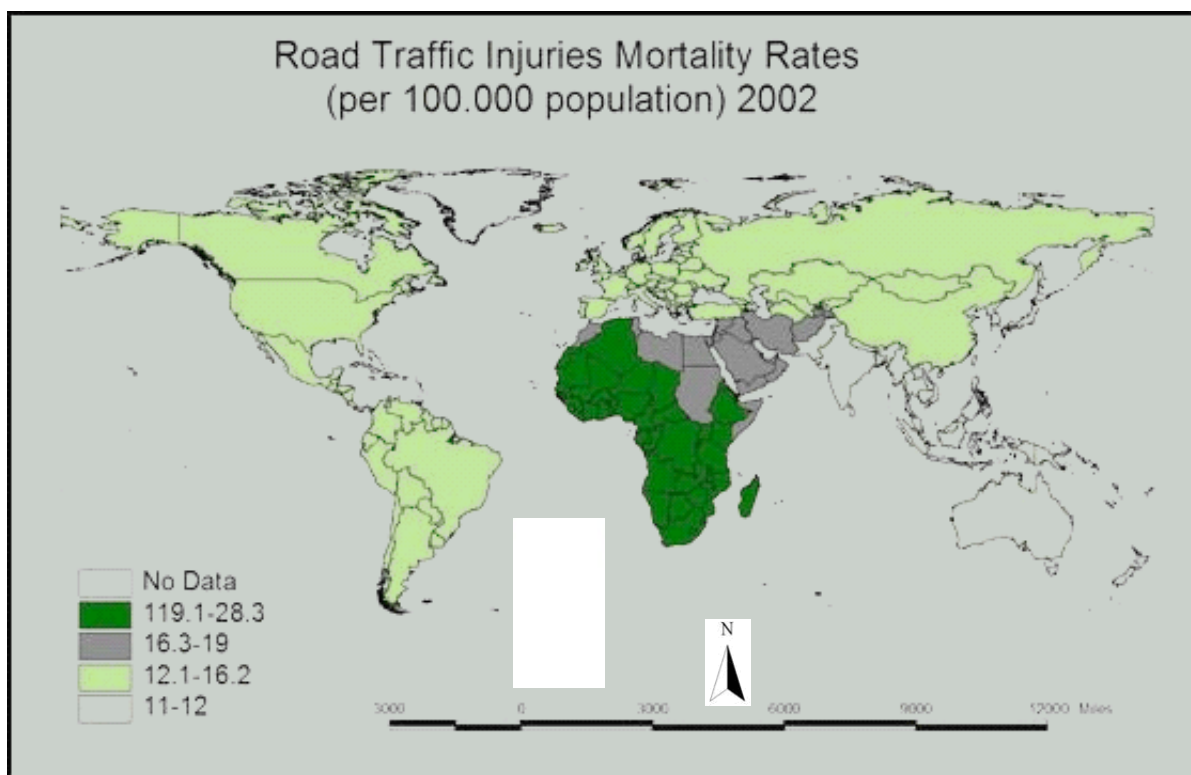 Road Traffic Injuries Mortality Rates
(per 100.000 population) 2002
No Data
119.1-28.3
16.3-19
12.1-16.2
11-12
N
3000 0 3000 6000 9000 12000 Miles